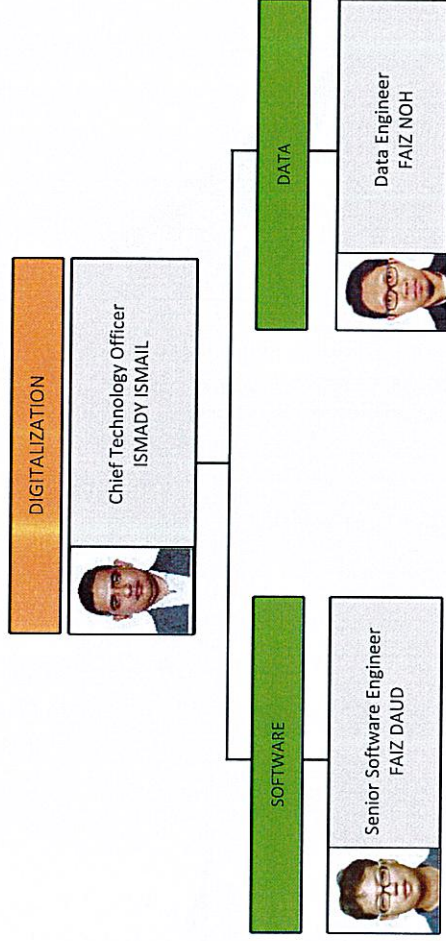 DIGITALIZATION
Chief Technology Officer
ISMADY ISMAIL
SOFTWARE
Senior Software Engineer
FAIZ DAUD
DATA
Data Engineer
FAIZ NOH